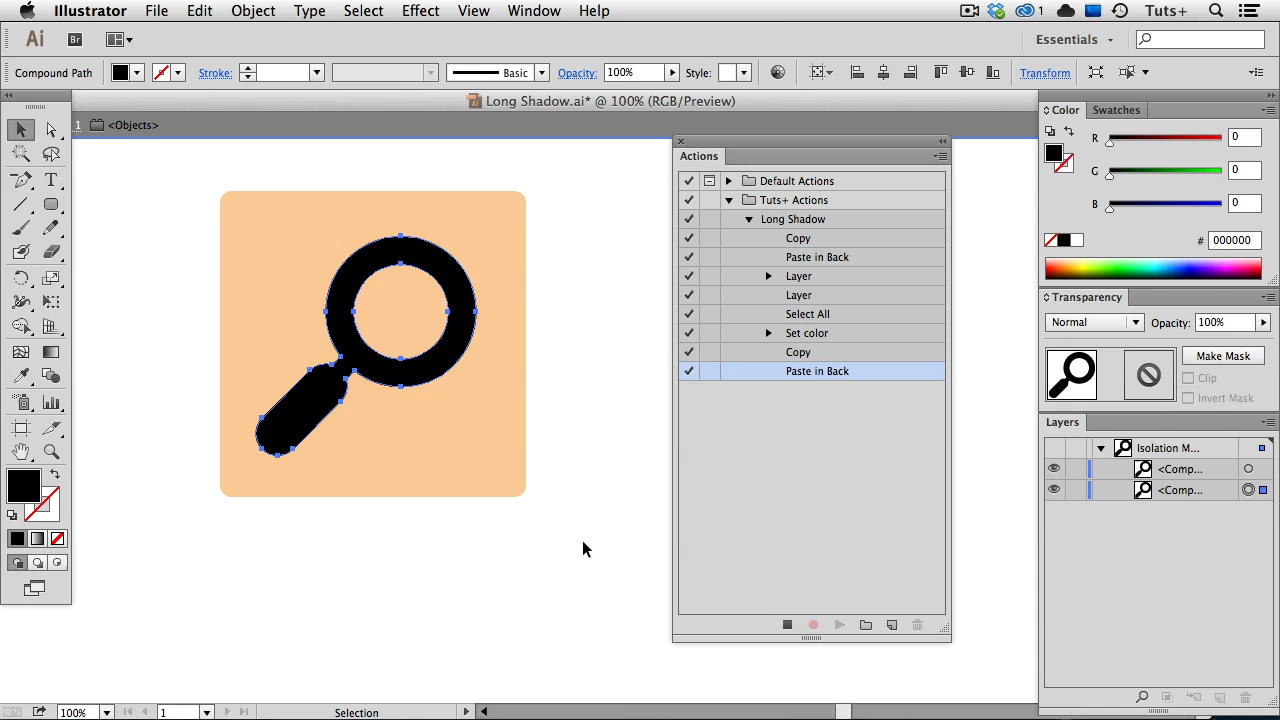 Illustrator File Edit Object Type Select Effect View Window Help 1 Tuts+
Ai Br Essentials
Compound Path Stroke: Basic Opacity: 100% Style: Transform
Long Shadow.ai* @ 100% (RGB/Preview)
1 <Objects>
Actions
Default Actions
Tuts+ Actions
Long Shadow
Copy
Paste in Back
Layer
Layer
Select All
Set color
Copy
Paste in Back
Color Swatches
R 0
G 0
B 0
# 000000
Transparency
Normal Opacity: 100%
Make Mask
Clip
Invert Mask
Layers
Isolation M...
<Comp...
<Comp...
T
100% 1 Selection